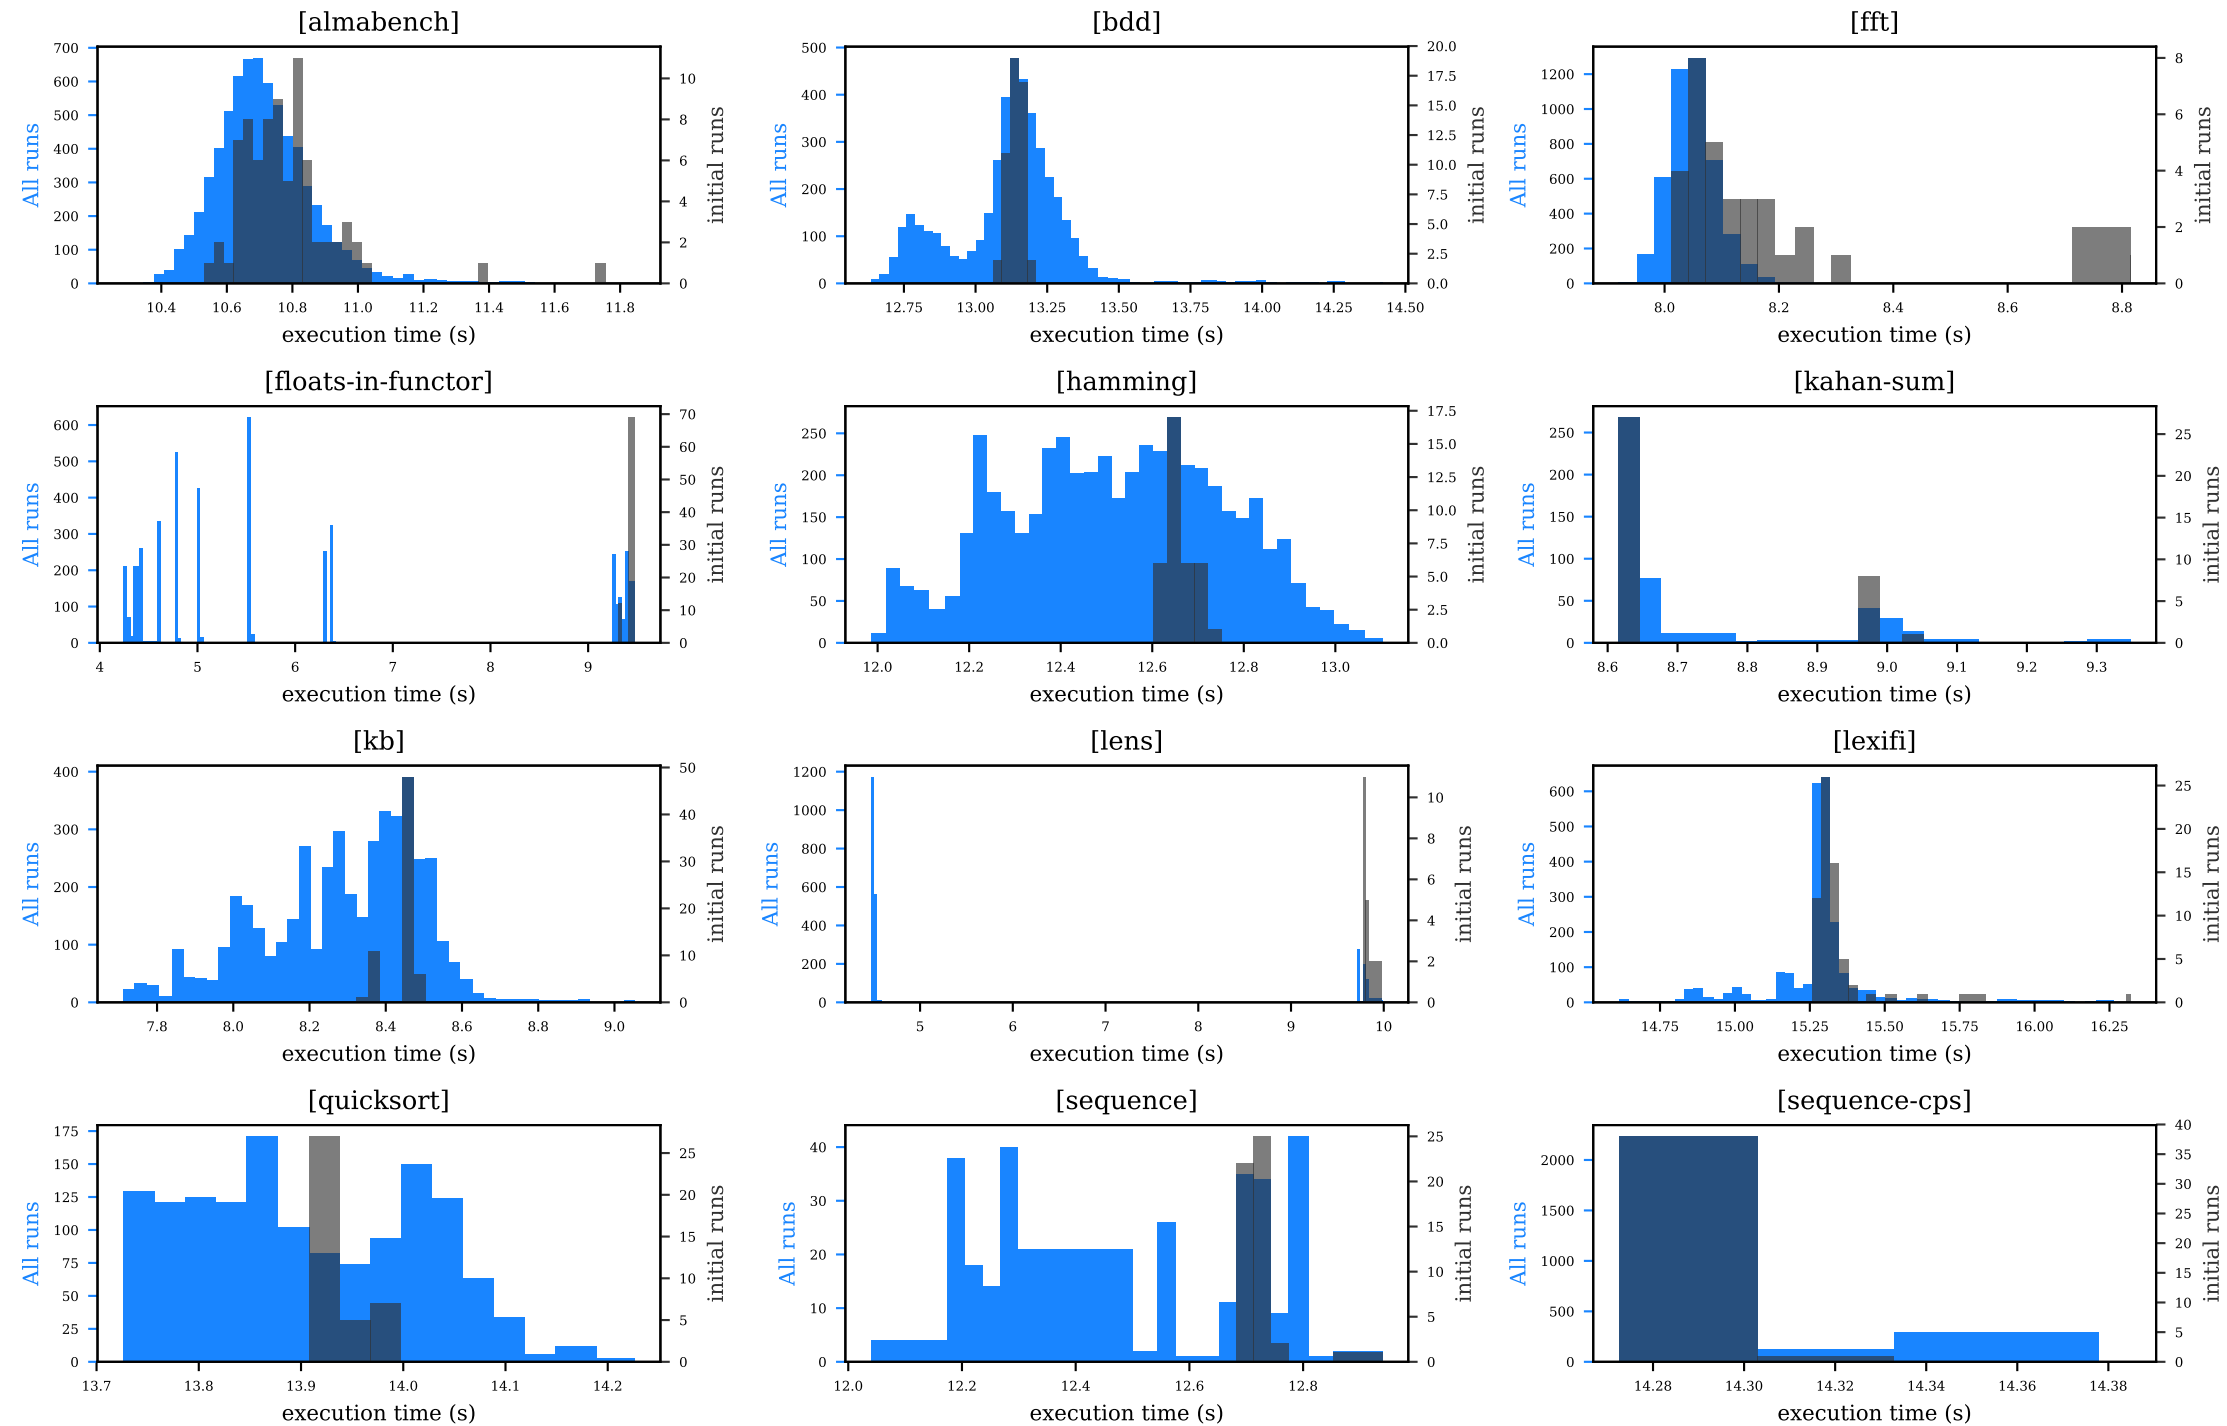 [almabench]
700
600
500
400
300
200
100
0
10
8
6
4
2
0
10.4 10.6 10.8 11.0 11.2 11.4 11.6 11.8
All runs
initial runs
execution time (s)
[bdd]
500
400
300
200
100
0
20.0
17.5
15.0
12.5
10.0
7.5
5.0
2.5
0.0
12.75 13.00 13.25 13.50 13.75 14.00 14.25 14.50
All runs
initial runs
execution time (s)
[fft]
1200
1000
800
600
400
200
0
8
6
4
2
0
8.0 8.2 8.4 8.6 8.8
All runs
initial runs
execution time (s)
[floats-in-functor]
600
500
400
300
200
100
0
70
60
50
40
30
20
10
0
4 5 6 7 8 9
All runs
initial runs
execution time (s)
[hamming]
250
200
150
100
50
0
17.5
15.0
12.5
10.0
7.5
5.0
2.5
0.0
12.0 12.2 12.4 12.6 12.8 13.0
All runs
initial runs
execution time (s)
[kahan-sum]
250
200
150
100
50
0
25
20
15
10
5
0
8.6 8.7 8.8 8.9 9.0 9.1 9.2 9.3
All runs
initial runs
execution time (s)
[kb]
400
300
200
100
0
50
40
30
20
10
0
7.8 8.0 8.2 8.4 8.6 8.8 9.0
All runs
initial runs
execution time (s)
[lens]
1200
1000
800
600
400
200
0
10
8
6
4
2
0
5 6 7 8 9 10
All runs
initial runs
execution time (s)
[lexifi]
600
500
400
300
200
100
0
25
20
15
10
5
0
14.75 15.00 15.25 15.50 15.75 16.00 16.25
All runs
initial runs
execution time (s)
[quicksort]
175
150
125
100
75
50
25
0
25
20
15
10
5
0
13.7 13.8 13.9 14.0 14.1 14.2
All runs
initial runs
execution time (s)
[sequence]
40
30
20
10
0
25
20
15
10
5
0
12.0 12.2 12.4 12.6 12.8
All runs
initial runs
execution time (s)
[sequence-cps]
2000
1500
1000
500
0
40
35
30
25
20
15
10
5
0
14.28 14.30 14.32 14.34 14.36 14.38
All runs
initial runs
execution time (s)